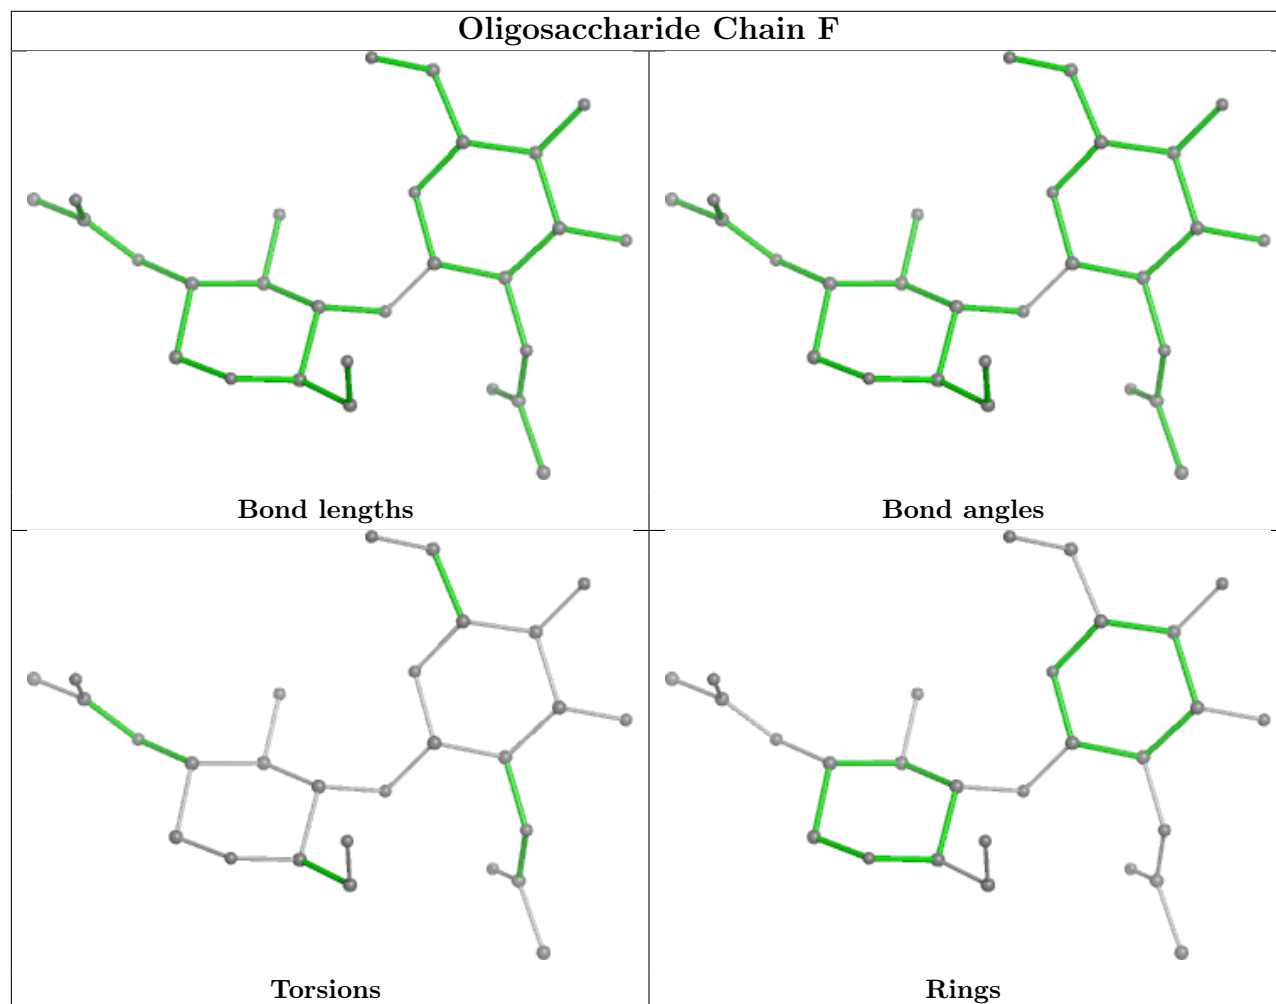 Oligosaccharide Chain F
Bond lengths
Bond angles
Torsions
Rings